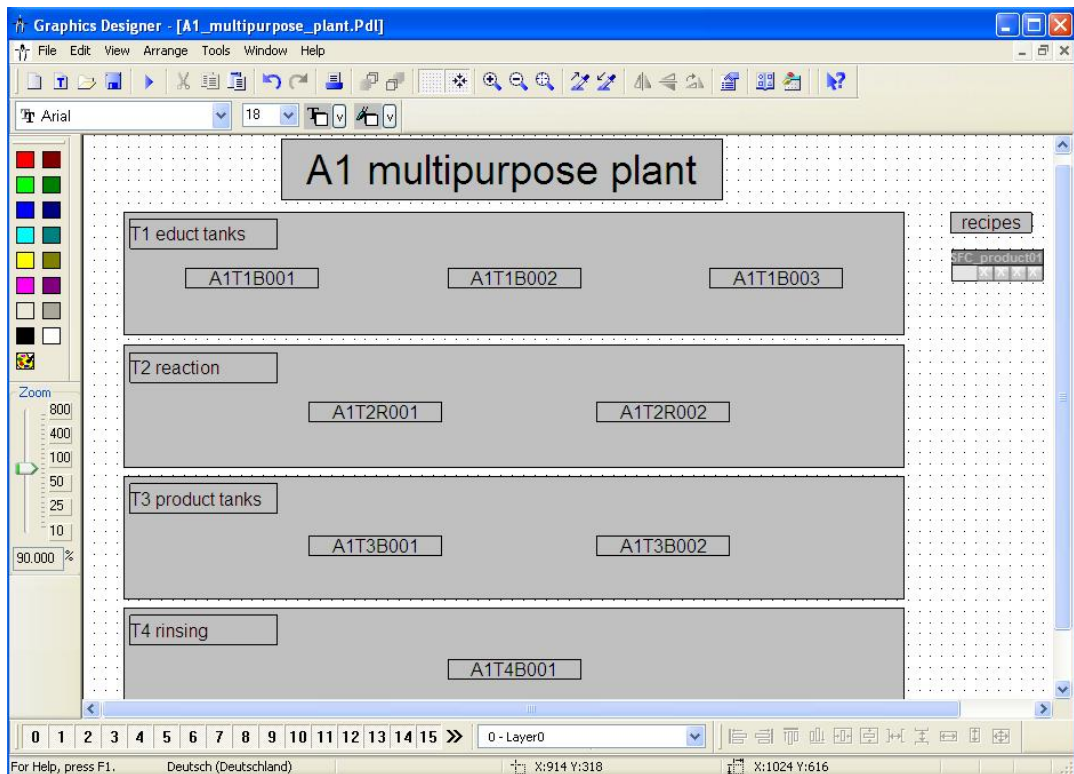 Graphics Designer - [A1_multipurpose_plant.Pdl]
File Edit View Arrange Tools Window Help
Arial 18
A1 multipurpose plant
T1 educt tanks
recipes
A1T1B001 A1T1B002 A1T1B003
SFC_product01
X X X X
T2 reaction
A1T2R001 A1T2R002
Zoom
800
400
100
50
25
10
90.000 %
T3 product tanks
A1T3B001 A1T3B002
T4 rinsing
A1T4B001
0 1 2 3 4 5 6 7 8 9 10 11 12 13 14 15 0 - Layer0
For Help, press F1. Deutsch (Deutschland) X:914 Y:318 X:1024 Y:616